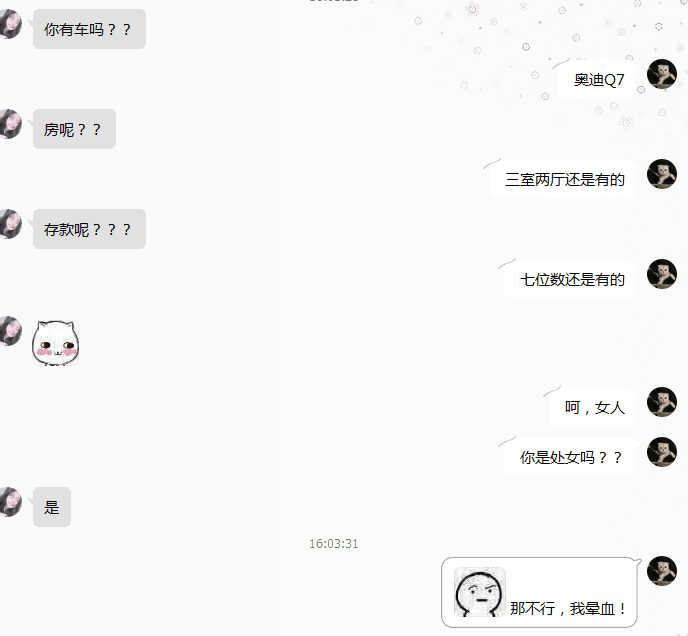 你有车吗？？
奥迪Q7
房呢？？
三室两厅还是有的
存款呢？？？
七位数还是有的
呵，女人
你是处女吗？？
是
16:03:31
那不行，我晕血！